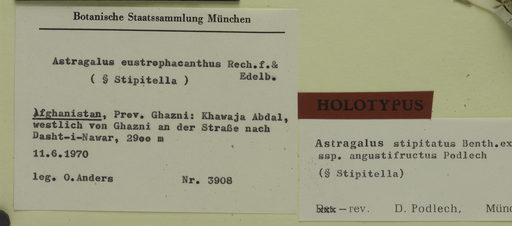 Botanische Staatssammlung München
Astragalus eustrophacanthus Rech.f.&
( § Stipitella ) Edelb.
Afghanistan, Prov. Ghazni: Khawaja Abdal,
westlich von Ghazni an der Straße nach
Dasht-i-Nawar, 29oo m
11.6.1970
leg. O.Anders Nr. 3908
HOLOTYPUS
Astragalus stipitatus Benth.ex
ssp. angustifructus Podlech
(§ Stipitella)
rev. D. Podlech, Mün